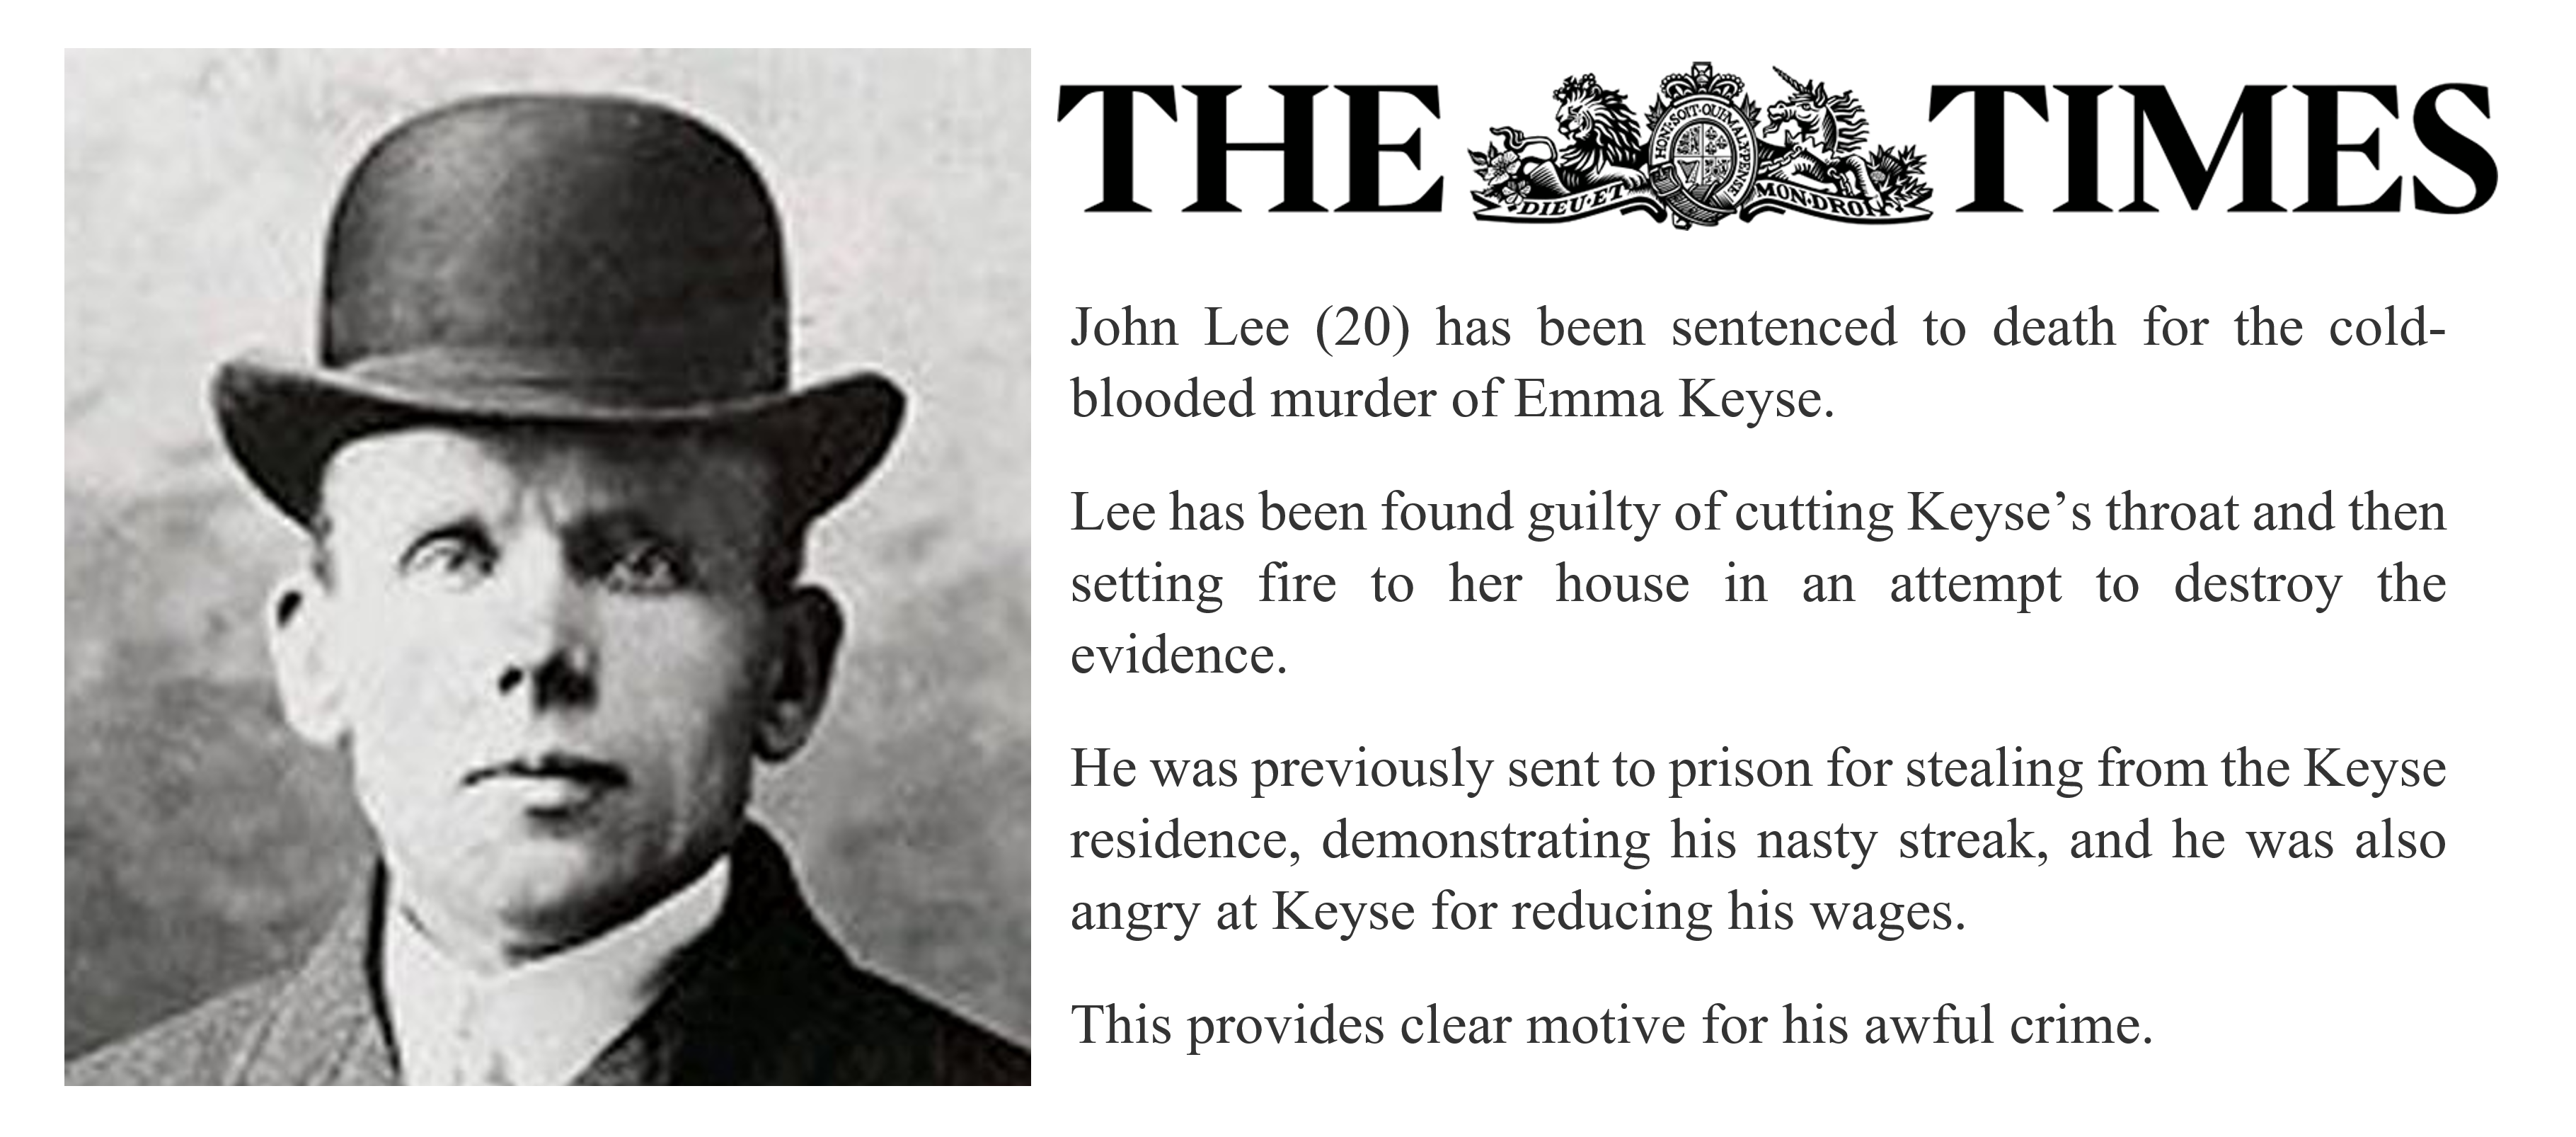 THE TIMES
HONI·SOIT·QUI·MAL·Y·PENSE
DIEU·ET MON·DROIT
John Lee (20) has been sentenced to death for the cold-
blooded murder of Emma Keyse.
Lee has been found guilty of cutting Keyse’s throat and then
setting fire to her house in an attempt to destroy the
evidence.
He was previously sent to prison for stealing from the Keyse
residence, demonstrating his nasty streak, and he was also
angry at Keyse for reducing his wages.
This provides clear motive for his awful crime.